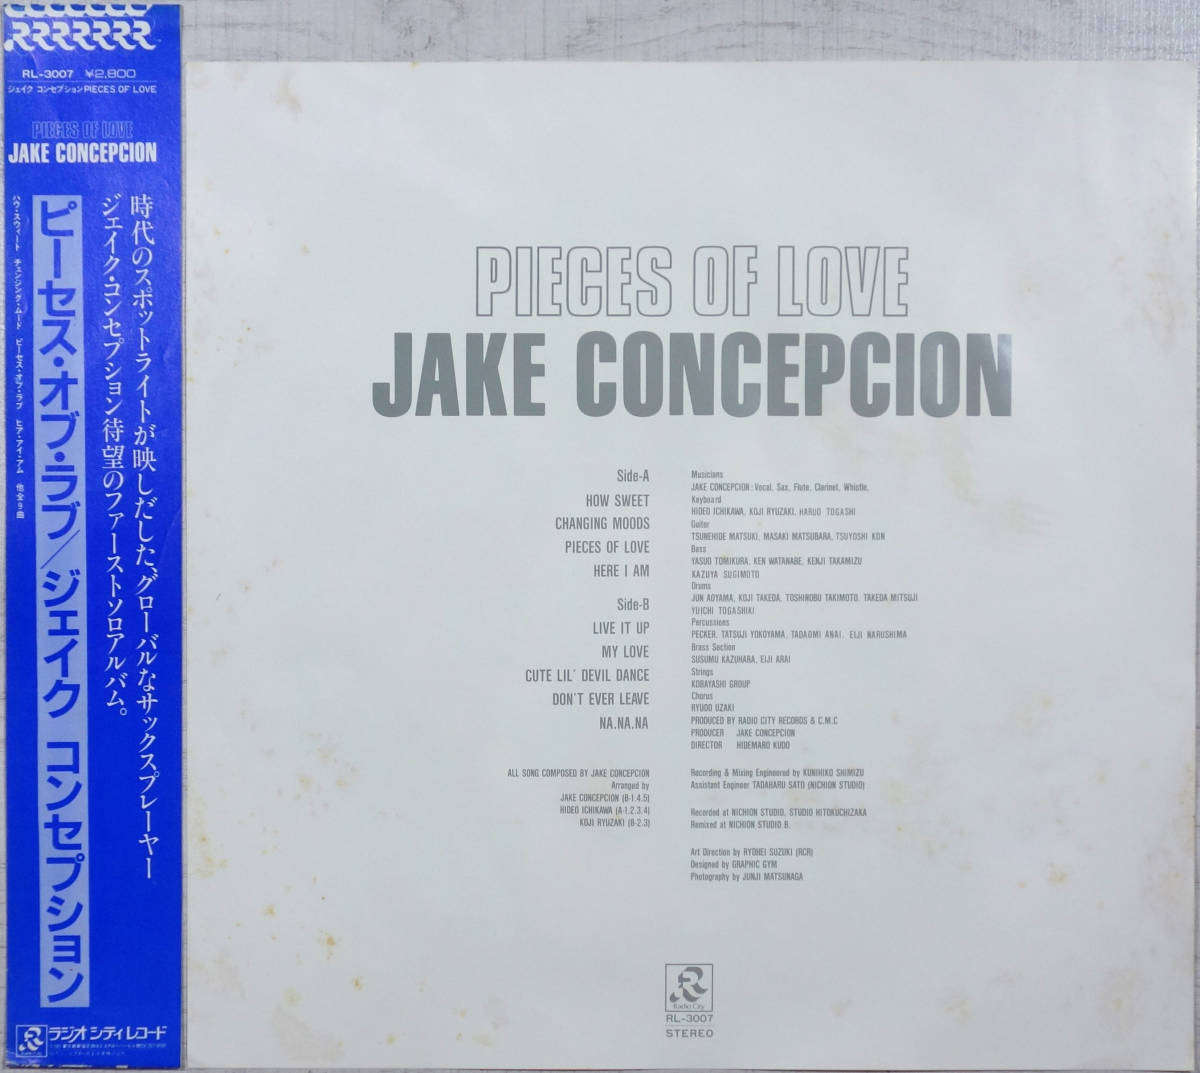 RRRRRRR
RL-3007 ¥2,800
ジェイク コンセプション PIECES OF LOVE
PIECES OF LOVE
JAKE CONCEPCION
時代のスポットライトが映しだした、グローバルなサックスプレーヤー
ジェイク・コンセプション待望のファーストソロアルバム。
ピーセス・オブ・ラブ/ジェイク コンセプション
ハウ・スウィート チェンジング・ムード ピーセス・オブ・ラブ ヒア・アイ・アム 他全9曲
ラジオシティレコード
PIECES OF LOVE
JAKE CONCEPCION
Side-A
HOW SWEET
CHANGING MOODS
PIECES OF LOVE
HERE I AM
Side-B
LIVE IT UP
MY LOVE
CUTE LIL' DEVIL DANCE
DON'T EVER LEAVE
NA.NA.NA
ALL SONG COMPOSED BY JAKE CONCEPCION
Arranged by
JAKE CONCEPCION (B-1.4.5)
HIDEO ICHIKAWA (A-1.2.3.4)
KOJI RYUZAKI (B-2.3)
Musicians
JAKE CONCEPCION: Vocal, Sax, Flute, Clarinet, Whistle,
Keyboard
HIDEO ICHIKAWA, KOJI RYUZAKI, HARUO TOGASHI
Guiter
TSUNEHIDE MATSUKI, MASAKI MATSUBARA, TSUYOSHI KON
Bass
YASUO TOMIKURA, KEN WATANABE, KENJI TAKAMIZU
KAZUYA SUGIMOTO
Drums
JUN AOYAMA, KOJI TAKEDA, TOSHINOBU TAKIMOTO, TAKEDA MITSUJI
YUICHI TOGASHIKI
Percussions
PECKER, TATSUJI YOKOYAMA, TADAOMI ANAI, EIJI NARUSHIMA
Brass Section
SUSUMU KAZUHARA, EIJI ARAI
Strings
KOBAYASHI GROUP
Chorus
RYUDO UZAKI
PRODUCED BY RADIO CITY RECORDS & C.M.C
PRODUCER JAKE CONCEPCION
DIRECTOR HIDEMARO KUDO
Recording & Mixing Engineered by KUNIHIKO SHIMIZU
Assistant Engineer TADAHARU SATO (NICHION STUDIO)
Recorded at NICHION STUDIO, STUDIO HITOKUCHIZAKA
Remixed at NICHION STUDIO B.
Art Direction by RYOHEI SUZUKI (RCR)
Designed by GRAPHIC GYM
Photography by JUNJI MATSUNAGA
R
Radio City
RL-3007
STEREO